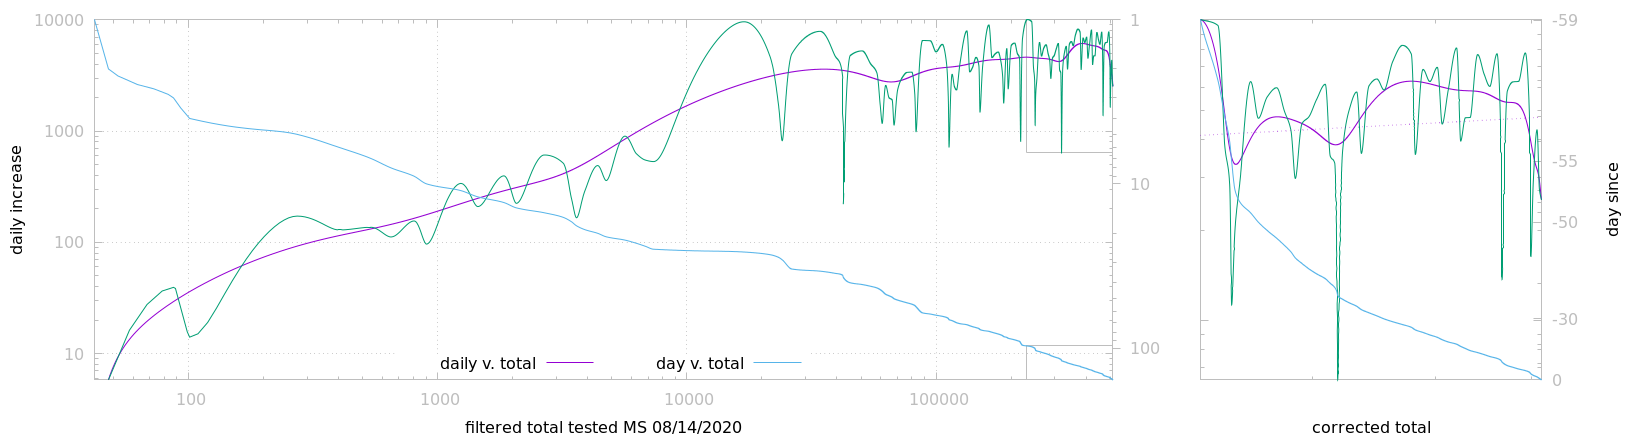 10000
1000
100
10
daily increase
daily v. total
day v. total
100
1000
10000
100000
filtered total tested MS 08/14/2020
1
10
100
-59
-55
-50
-30
0
day since
corrected total